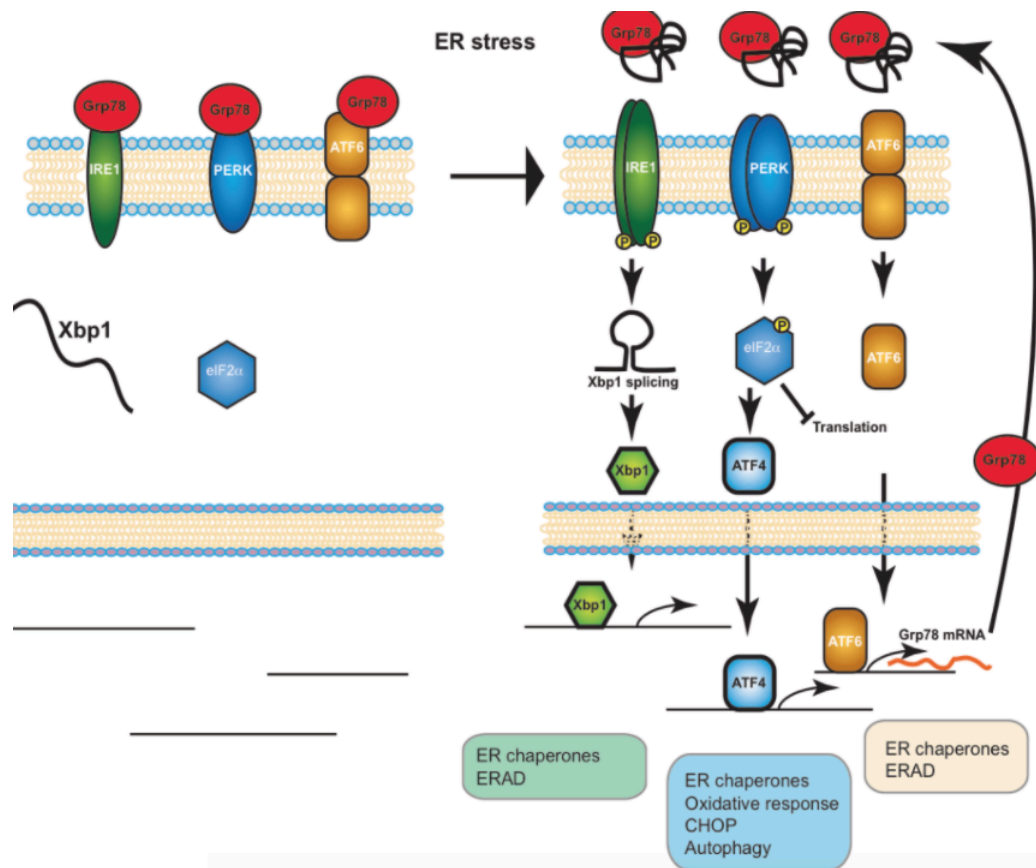 ER stress
Grp78
Grp78
Grp78
IRE1
PERK
ATF6
Grp78
Grp78
Grp78
IRE1
PERK
ATF6
P
P
P
P
Xbp1
eIF2α
Xbp1 splicing
P
eIF2α
ATF6
Translation
Xbp1
ATF4
Grp78
Xbp1
ATF6
Grp78 mRNA
ATF4
ER chaperones
ERAD
ER chaperones
Oxidative response
CHOP
Autophagy
ER chaperones
ERAD